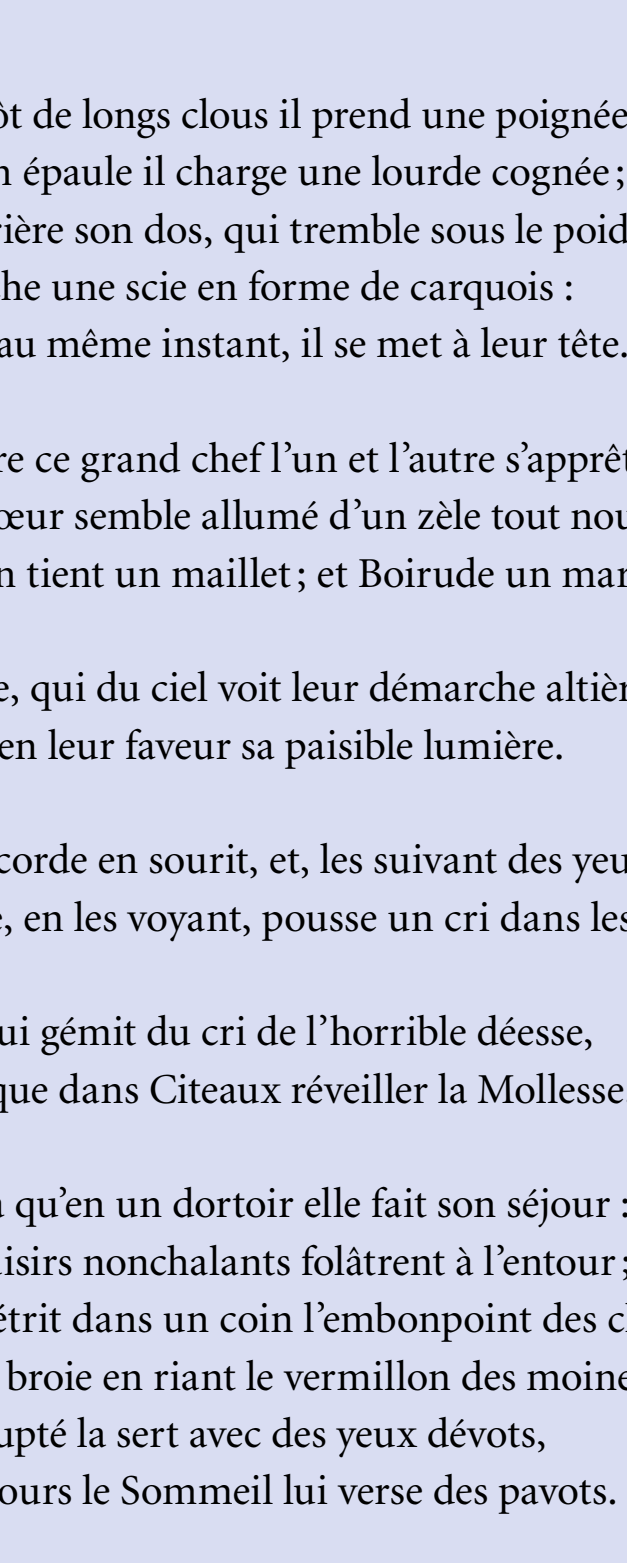 ôt de longs clous il prend une poignée
épaule il charge une lourde cognée ;
ière son dos, qui tremble sous le poid
he une scie en forme de carquois :
au même instant, il se met à leur tête.
re ce grand chef l’un et l’autre s’apprêt
œur semble allumé d’un zèle tout nou
n tient un maillet ; et Boirude un mar
e, qui du ciel voit leur démarche altièr
en leur faveur sa paisible lumière.
corde en sourit, et, les suivant des yeu
, en les voyant, pousse un cri dans les
ui gémit du cri de l’horrible déesse,
que dans Citeaux réveiller la Mollesse
qu’en un dortoir elle fait son séjour :
isirs nonchalants folâtrent à l’entour ;
étrit dans un coin l’embonpoint des c
broie en riant le vermillon des moine
upté la sert avec des yeux dévots,
ours le Sommeil lui verse des pavots.